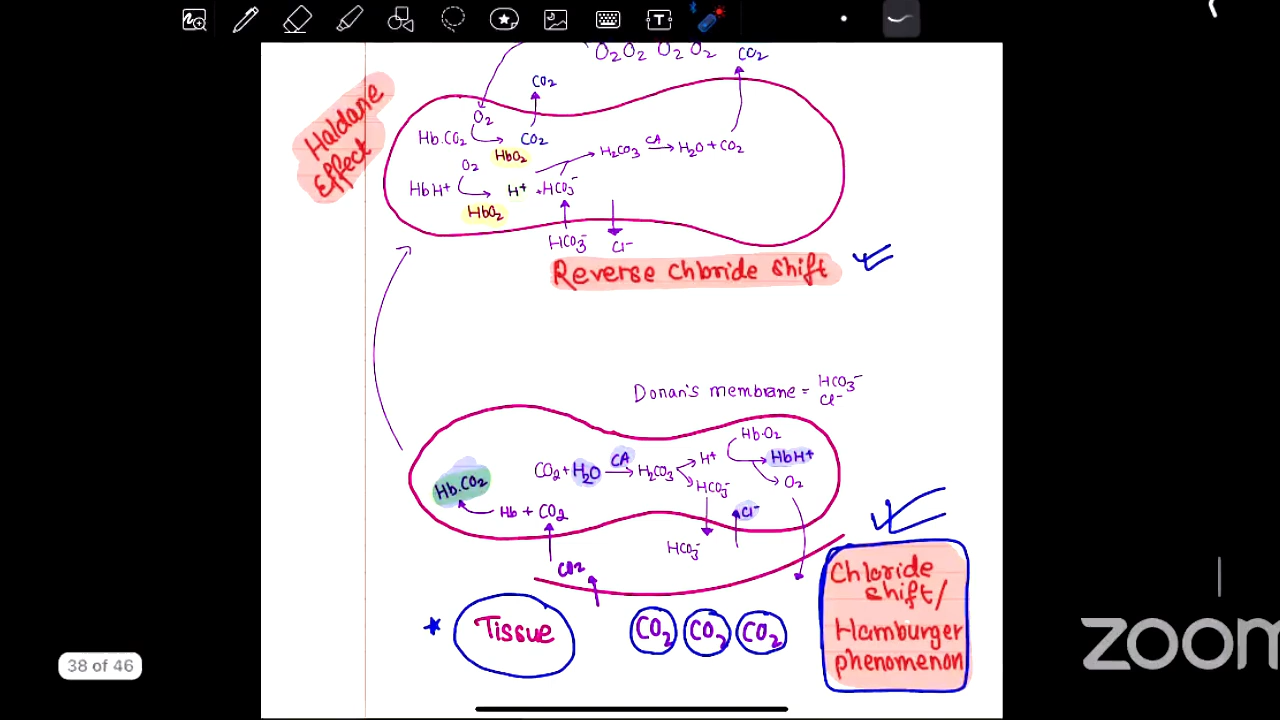 O₂ O₂ O₂ O₂ CO₂
CO₂
Haldane
Effect
O₂
Hb.CO₂ CO₂
HbO₂
H₂CO₃ CA H₂O + CO₂
O₂
HbH⁺ H⁺ + HCO₃⁻
HbO₂
HCO₃⁻ Cl⁻
Reverse Chloride shift
Donan's membrane = HCO₃⁻
Cl⁻
Hb.O₂
CO₂ + H₂O CA H₂CO₃ H⁺ HbH⁺
HCO₃⁻ O₂
Hb.CO₂
Hb + CO₂ Cl⁻
HCO₃⁻
CO₂
Chloride
shift/
Hamburger
phenomenon
Tissue CO₂ CO₂ CO₂
38 of 46
zoom
T